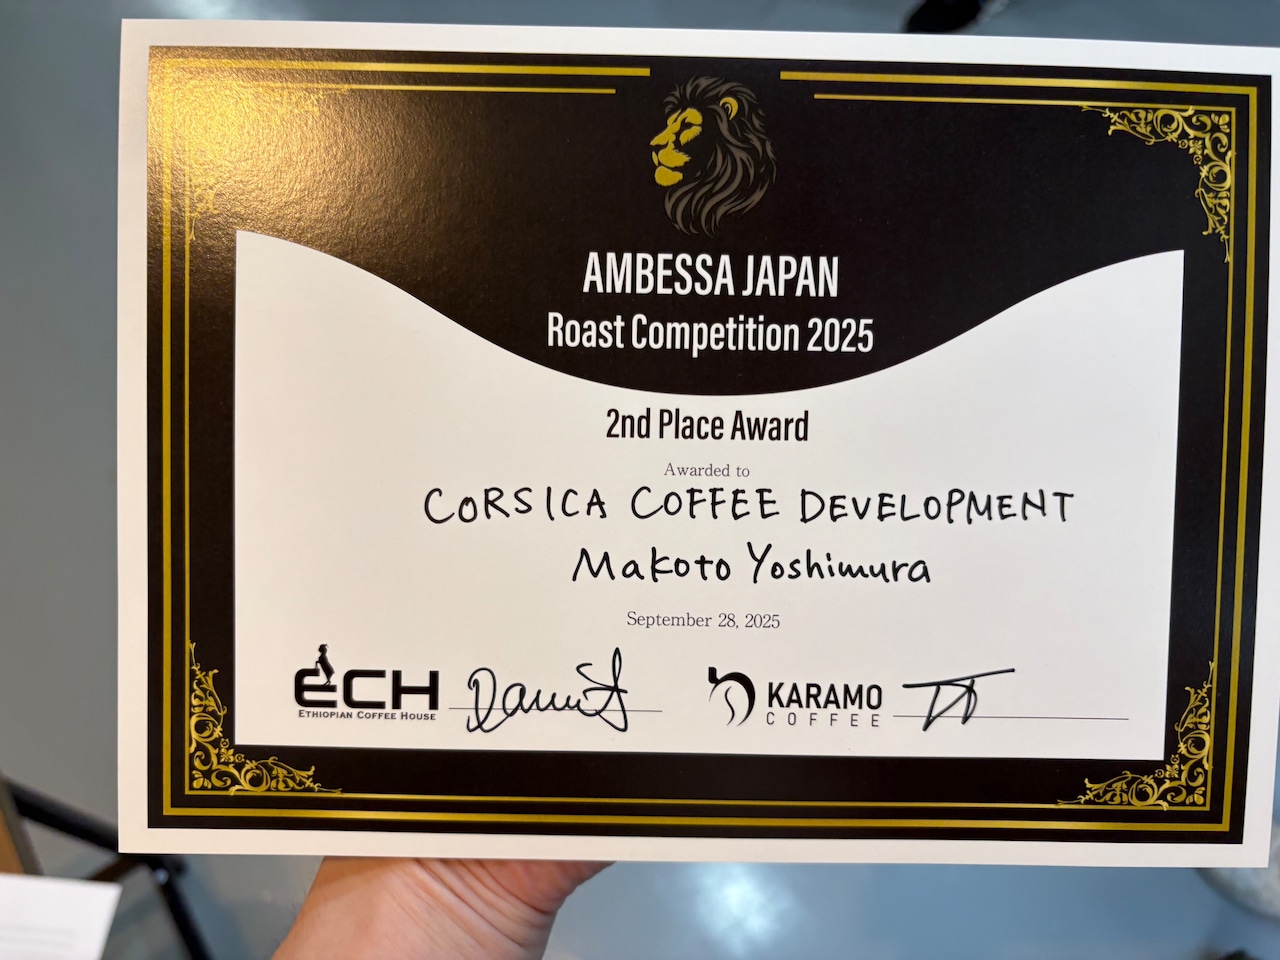 AMBESSA JAPAN
Roast Competition 2025
2nd Place Award
Awarded to
CORSICA COFFEE DEVELOPMENT
Makoto Yoshimura
September 28, 2025
ECH
ETHIOPIAN COFFEE HOUSE
KARAMO
COFFEE